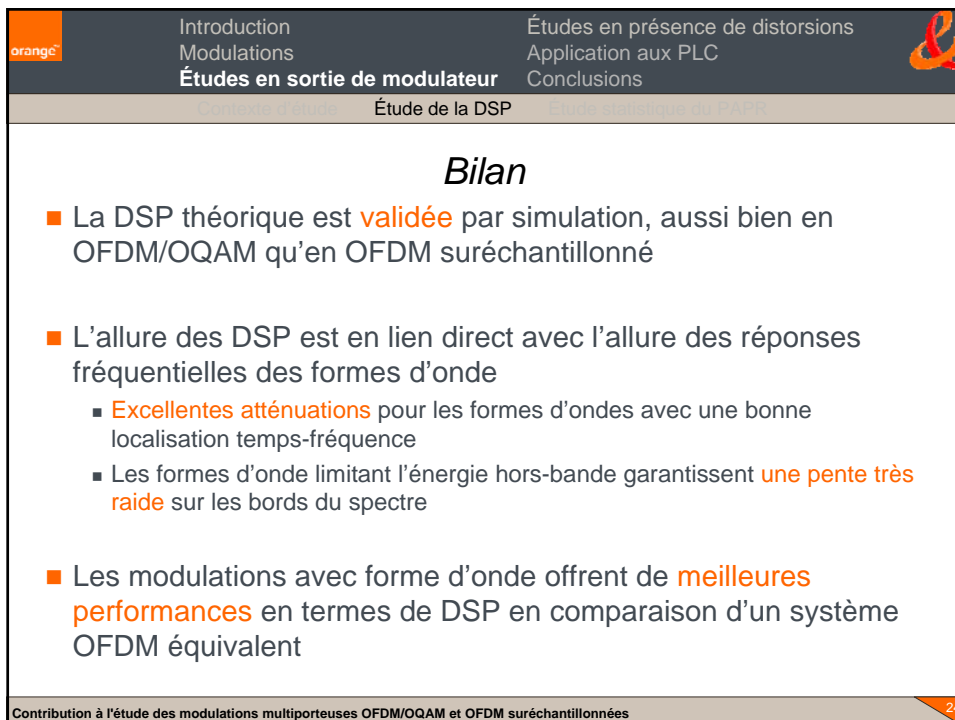 orange™
Introduction
Modulations
Études en sortie de modulateur
Études en présence de distorsions
Application aux PLC
Conclusions
Contexte d'étude Étude de la DSP Étude statistique du PAPR
Bilan
La DSP théorique est validée par simulation, aussi bien en
OFDM/OQAM qu'en OFDM suréchantillonné
L'allure des DSP est en lien direct avec l'allure des réponses
fréquentielles des formes d'onde
Excellentes atténuations pour les formes d'ondes avec une bonne
localisation temps-fréquence
Les formes d'onde limitant l'énergie hors-bande garantissent une pente très
raide sur les bords du spectre
Les modulations avec forme d'onde offrent de meilleures
performances en termes de DSP en comparaison d'un système
OFDM équivalent
Contribution à l'étude des modulations multiporteuses OFDM/OQAM et OFDM suréchantillonnées